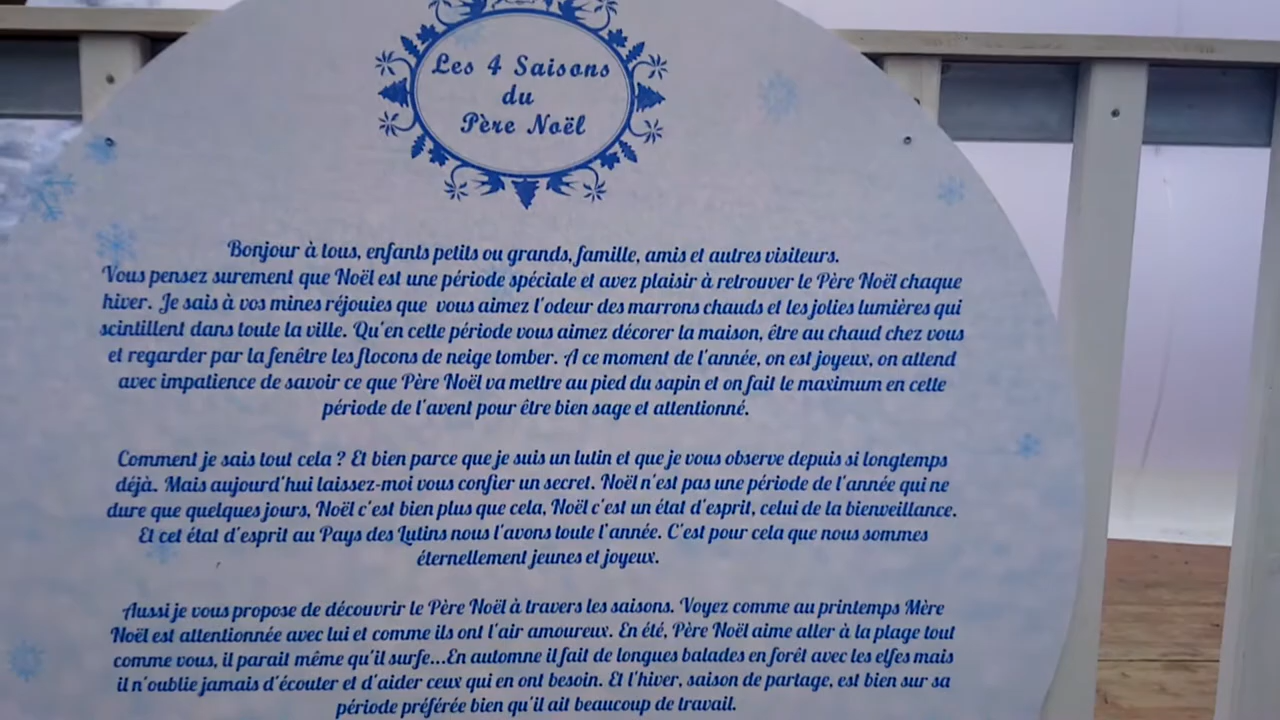 Les 4 Saisons
du
Père Noël
Bonjour à tous, enfants petits ou grands, famille, amis et autres visiteurs.
Vous pensez surement que Noël est une période spéciale et avez plaisir à retrouver le Père Noël chaque
hiver. Je sais à vos mines réjouies que vous aimez l'odeur des marrons chauds et les jolies lumières qui
scintillent dans toute la ville. Qu'en cette période vous aimez décorer la maison, être au chaud chez vous
et regarder par la fenêtre les flocons de neige tomber. A ce moment de l'année, on est joyeux, on attend
avec impatience de savoir ce que Père Noël va mettre au pied du sapin et on fait le maximum en cette
période de l'avent pour être bien sage et attentionné.
Comment je sais tout cela ? Et bien parce que je suis un lutin et que je vous observe depuis si longtemps
déjà. Mais aujourd'hui laissez-moi vous confier un secret. Noël n'est pas une période de l'année qui ne
dure que quelques jours, Noël c'est bien plus que cela, Noël c'est un état d'esprit, celui de la bienveillance.
Et cet état d'esprit au Pays des Lutins nous l'avons toute l'année. C'est pour cela que nous sommes
éternellement jeunes et joyeux.
Aussi je vous propose de découvrir le Père Noël à travers les saisons. Voyez comme au printemps Mère
Noël est attentionnée avec lui et comme ils ont l'air amoureux. En été, Père Noël aime aller à la plage tout
comme vous, il parait même qu'il surfe...En automne il fait de longues balades en forêt avec les elfes mais
il n'oublie jamais d'écouter et d'aider ceux qui en ont besoin. Et l'hiver, saison de partage, est bien sur sa
période préférée bien qu'il ait beaucoup de travail.